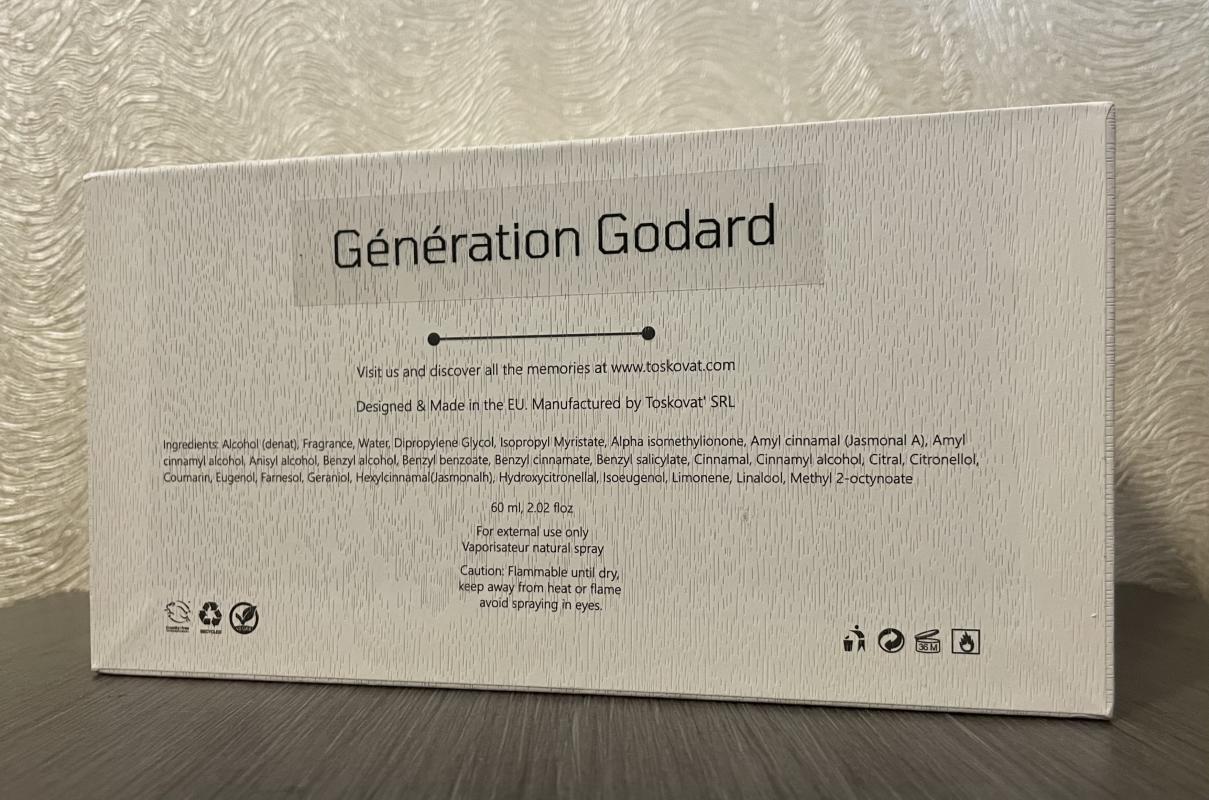 Génération Godard
Visit us and discover all the memories at www.toskovat.com
Designed & Made in the EU. Manufactured by Toskovat' SRL
Ingredients: Alcohol (denat), Fragrance, Water, Dipropylene Glycol, Isopropyl Myristate, Alpha isomethylionone, Amyl cinnamal (Jasmonal A), Amyl
cinnamyl alcohol, Anisyl alcohol, Benzyl alcohol, Benzyl benzoate, Benzyl cinnamate, Benzyl salicylate, Cinnamal, Cinnamyl alcohol, Citral, Citronellol,
Coumarin, Eugenol, Farnesol, Geraniol, Hexylcinnamal(Jasmonalh), Hydroxycitronellal, Isoeugenol, Limonene, Linalool, Methyl 2-octynoate
60 ml, 2.02 floz
For external use only
Vaporisateur natural spray
Caution: Flammable until dry,
keep away from heat or flame
avoid spraying in eyes.
36 M